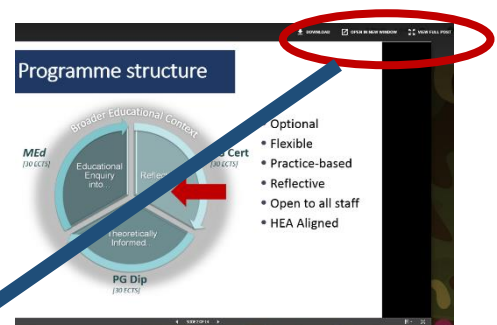 DOWNLOAD OPEN IN NEW WINDOW VIEW FULL POST
Programme structure
Broader Educational Context
MEd
[30 ECTS]
Educational
Enquiry
into...
Reflec
Cert
[30 ECTS]
Theoretically
Informed
PG Dip
[30 ECTS]
Optional
• Flexible
• Practice-based
• Reflective
• Open to all staff
• HEA Aligned